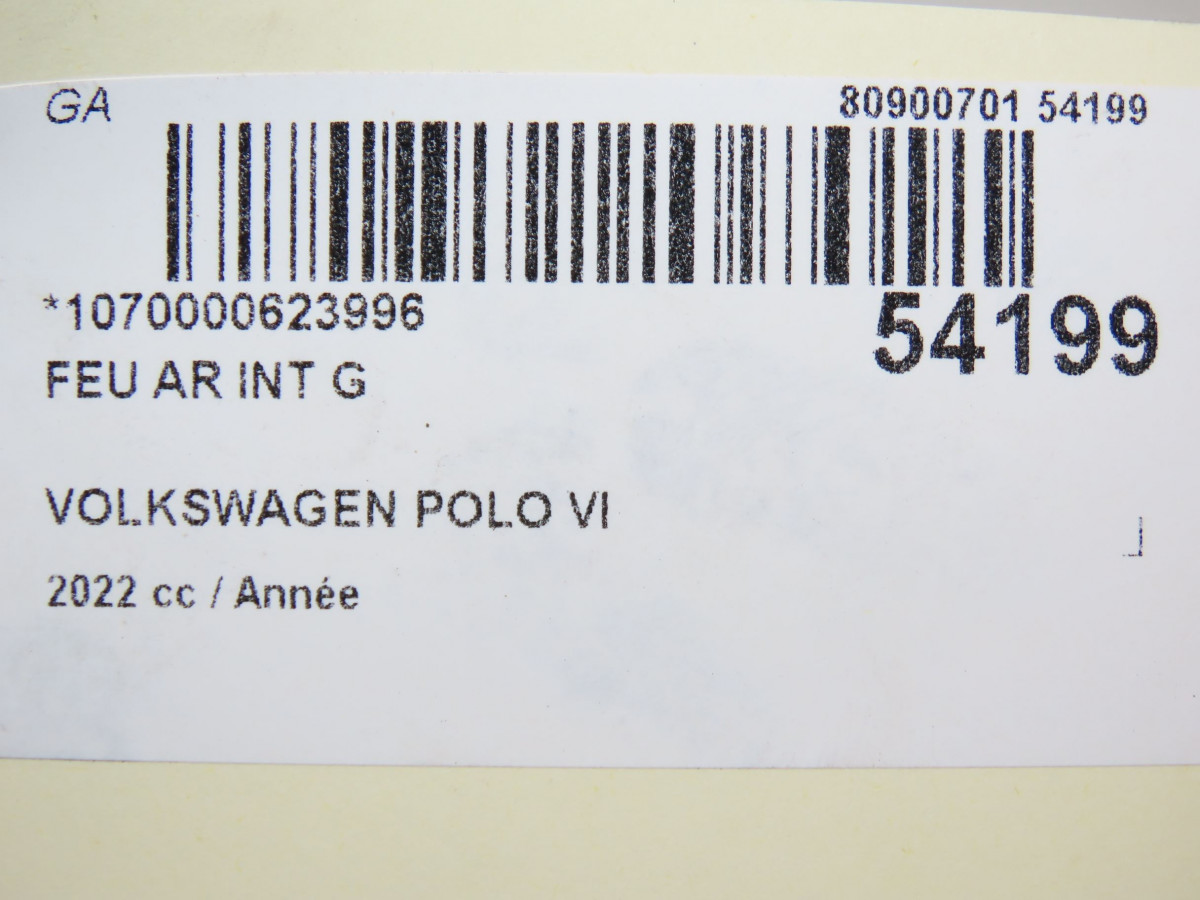 GA 80900701 54199
*1070000623996 54199
FEU AR INT G
VOLKSWAGEN POLO VI
2022 cc / Année